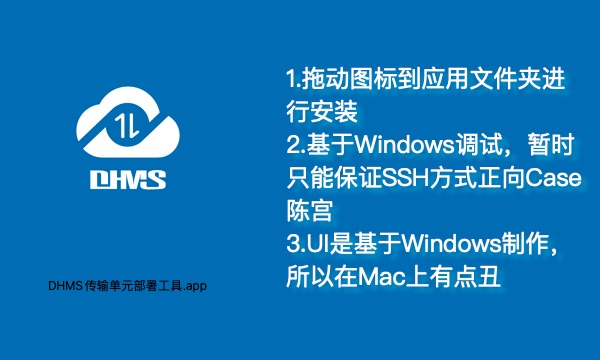 DHMS
DHMS传输单元部署工具.app
1.拖动图标到应用文件夹进
行安装
2.基于Windows调试，暂时
只能保证SSH方式正向Case
陈宫
3.UI是基于Windows制作，
所以在Mac上有点丑